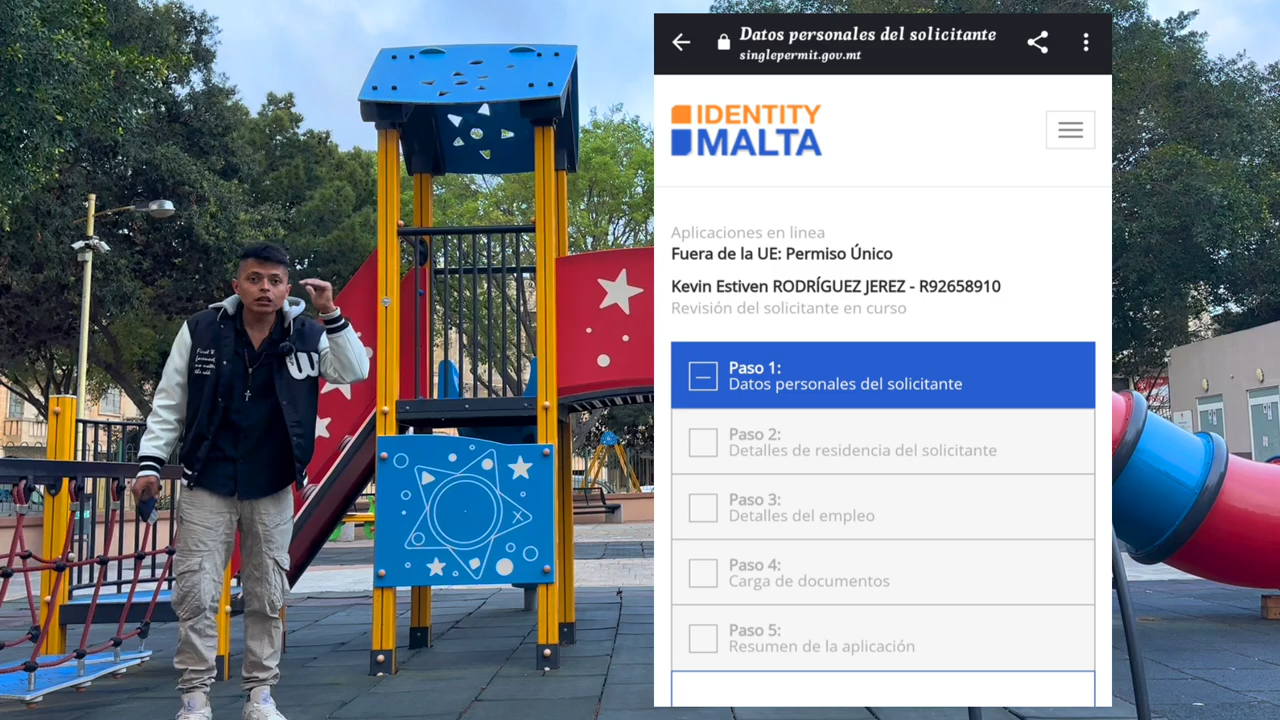 Datos personales del solicitante
singlepermit.gov.mt
IDENTITY
MALTA
Aplicaciones en linea
Fuera de la UE: Permiso Único
Kevin Estiven RODRÍGUEZ JEREZ - R92658910
Revisión del solicitante en curso
Paso 1:
Datos personales del solicitante
Paso 2:
Detalles de residencia del solicitante
Paso 3:
Detalles del empleo
Paso 4:
Carga de documentos
Paso 5:
Resumen de la aplicación
W